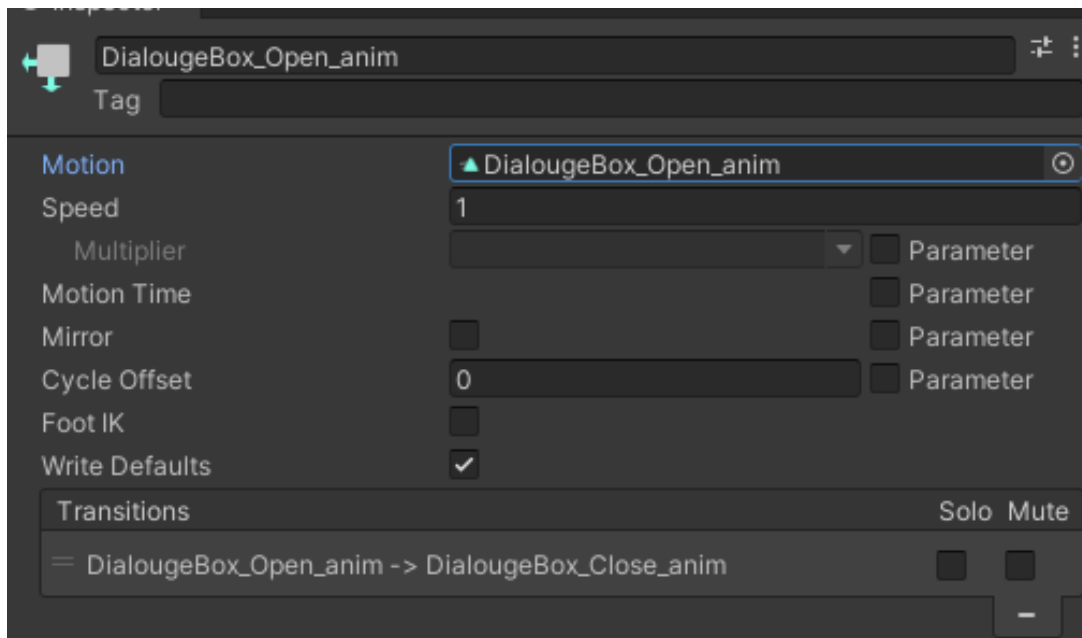 Inspector
DialougeBox_Open_anim
Tag
Motion DialougeBox_Open_anim
Speed 1
Multiplier Parameter
Motion Time Parameter
Mirror Parameter
Cycle Offset 0 Parameter
Foot IK
Write Defaults
Transitions Solo Mute
DialougeBox_Open_anim -> DialougeBox_Close_anim